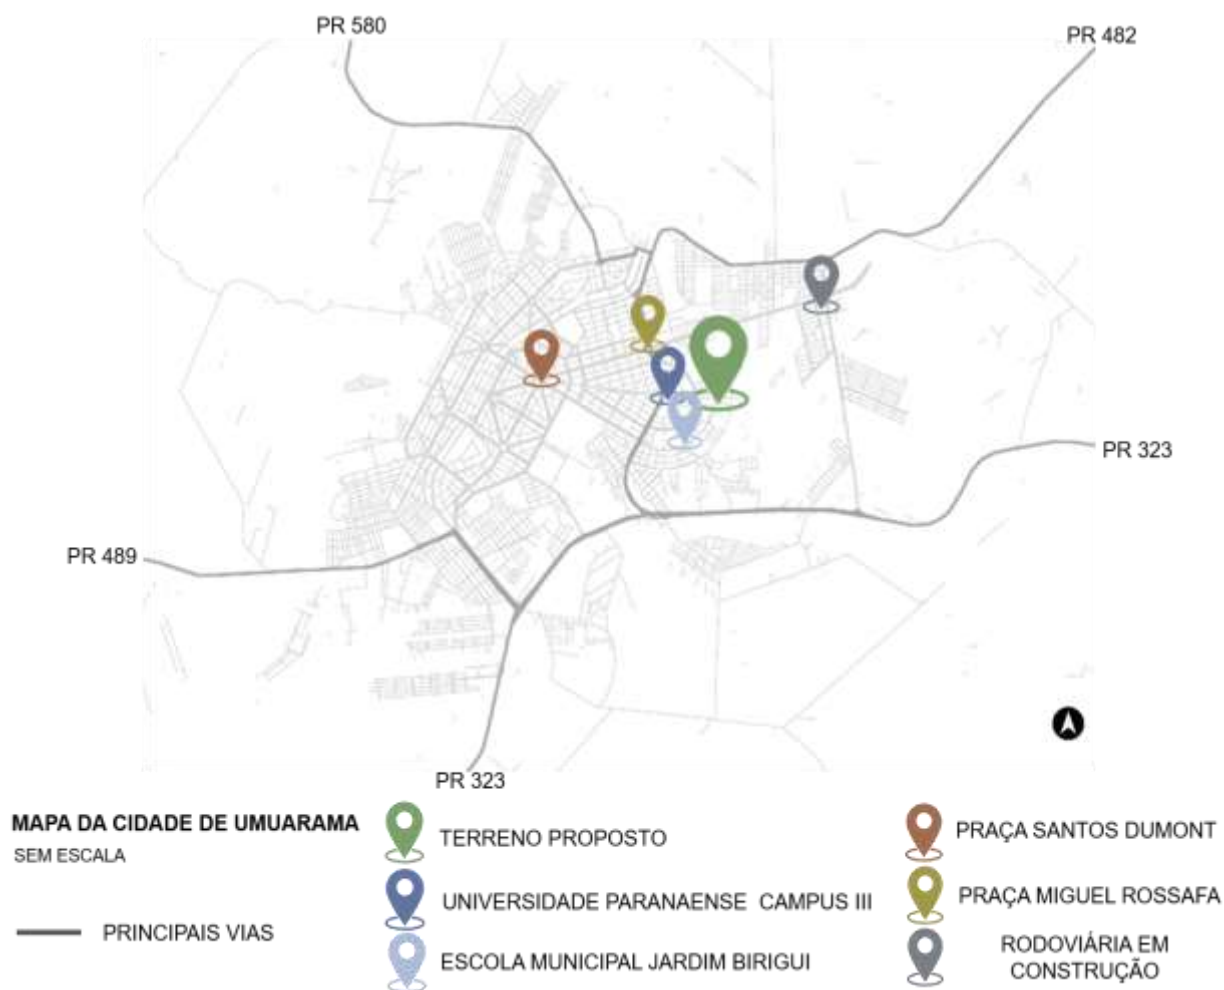 PR 580
PR 482
PR 323
PR 489
PR 323
MAPA DA CIDADE DE UMUARAMA
SEM ESCALA
PRINCIPAIS VIAS
TERRENO PROPOSTO
UNIVERSIDADE PARANAENSE CAMPUS III
ESCOLA MUNICIPAL JARDIM BIRIGUI
PRAÇA SANTOS DUMONT
PRAÇA MIGUEL ROSSAFA
RODOVIÁRIA EM
CONSTRUÇÃO